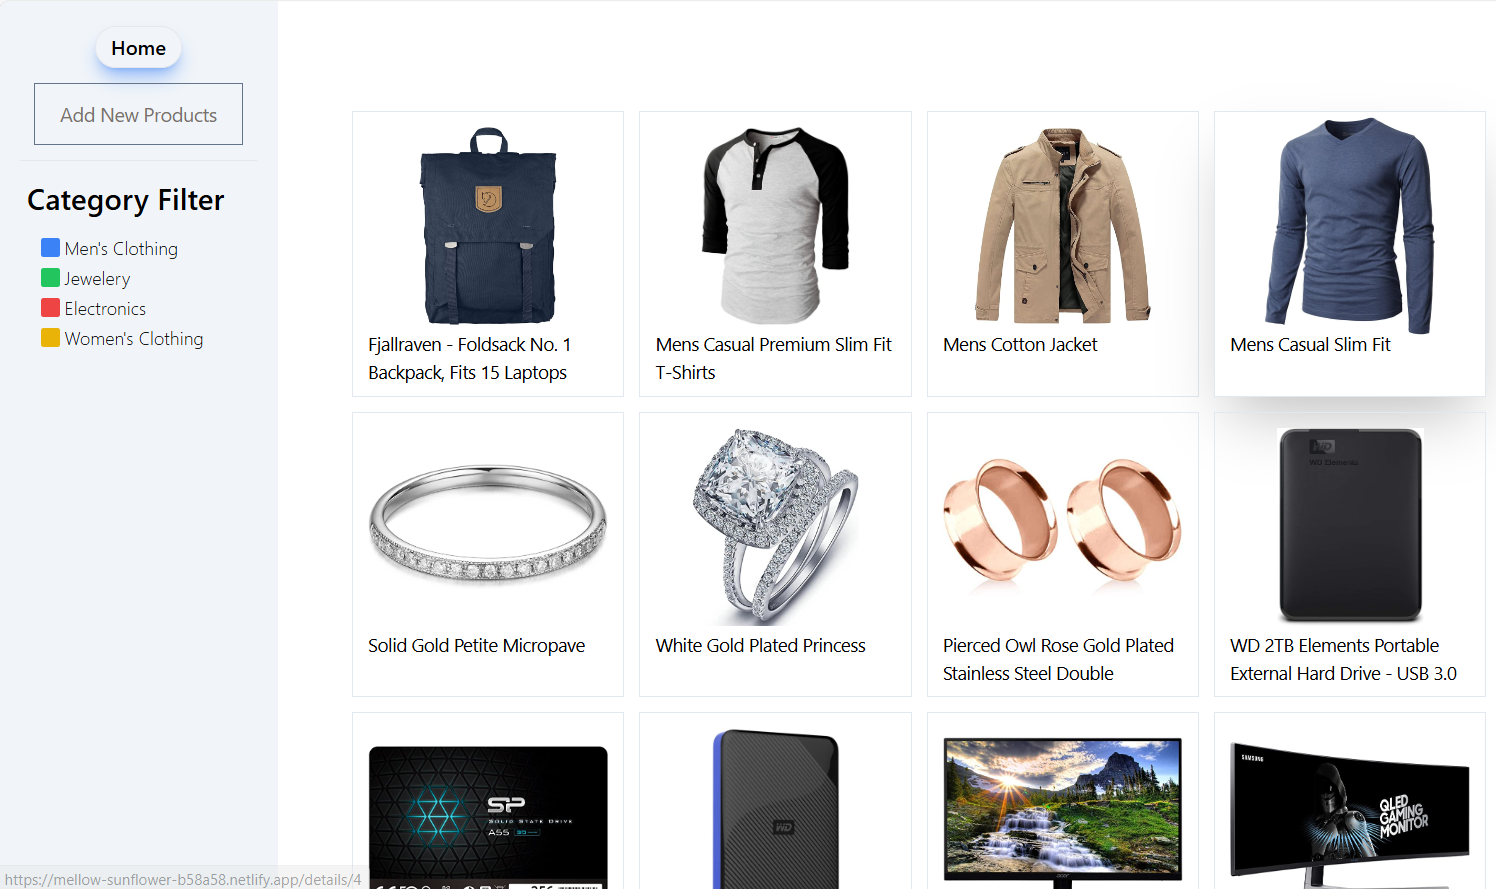 Home
Add New Products
Category Filter
Men's Clothing
Jewelery
Electronics
Women's Clothing
Fjallraven - Foldsack No. 1
Backpack, Fits 15 Laptops
Mens Casual Premium Slim Fit
T-Shirts
Mens Cotton Jacket
Mens Casual Slim Fit
WD
WD Elements
Solid Gold Petite Micropave
White Gold Plated Princess
Pierced Owl Rose Gold Plated
Stainless Steel Double
WD 2TB Elements Portable
External Hard Drive - USB 3.0
SP
SOLID STATE DRIVE
A55
WD
acer
SAMSUNG
QLED
GAMING
MONITOR
https://mellow-sunflower-b58a58.netlify.app/details/4